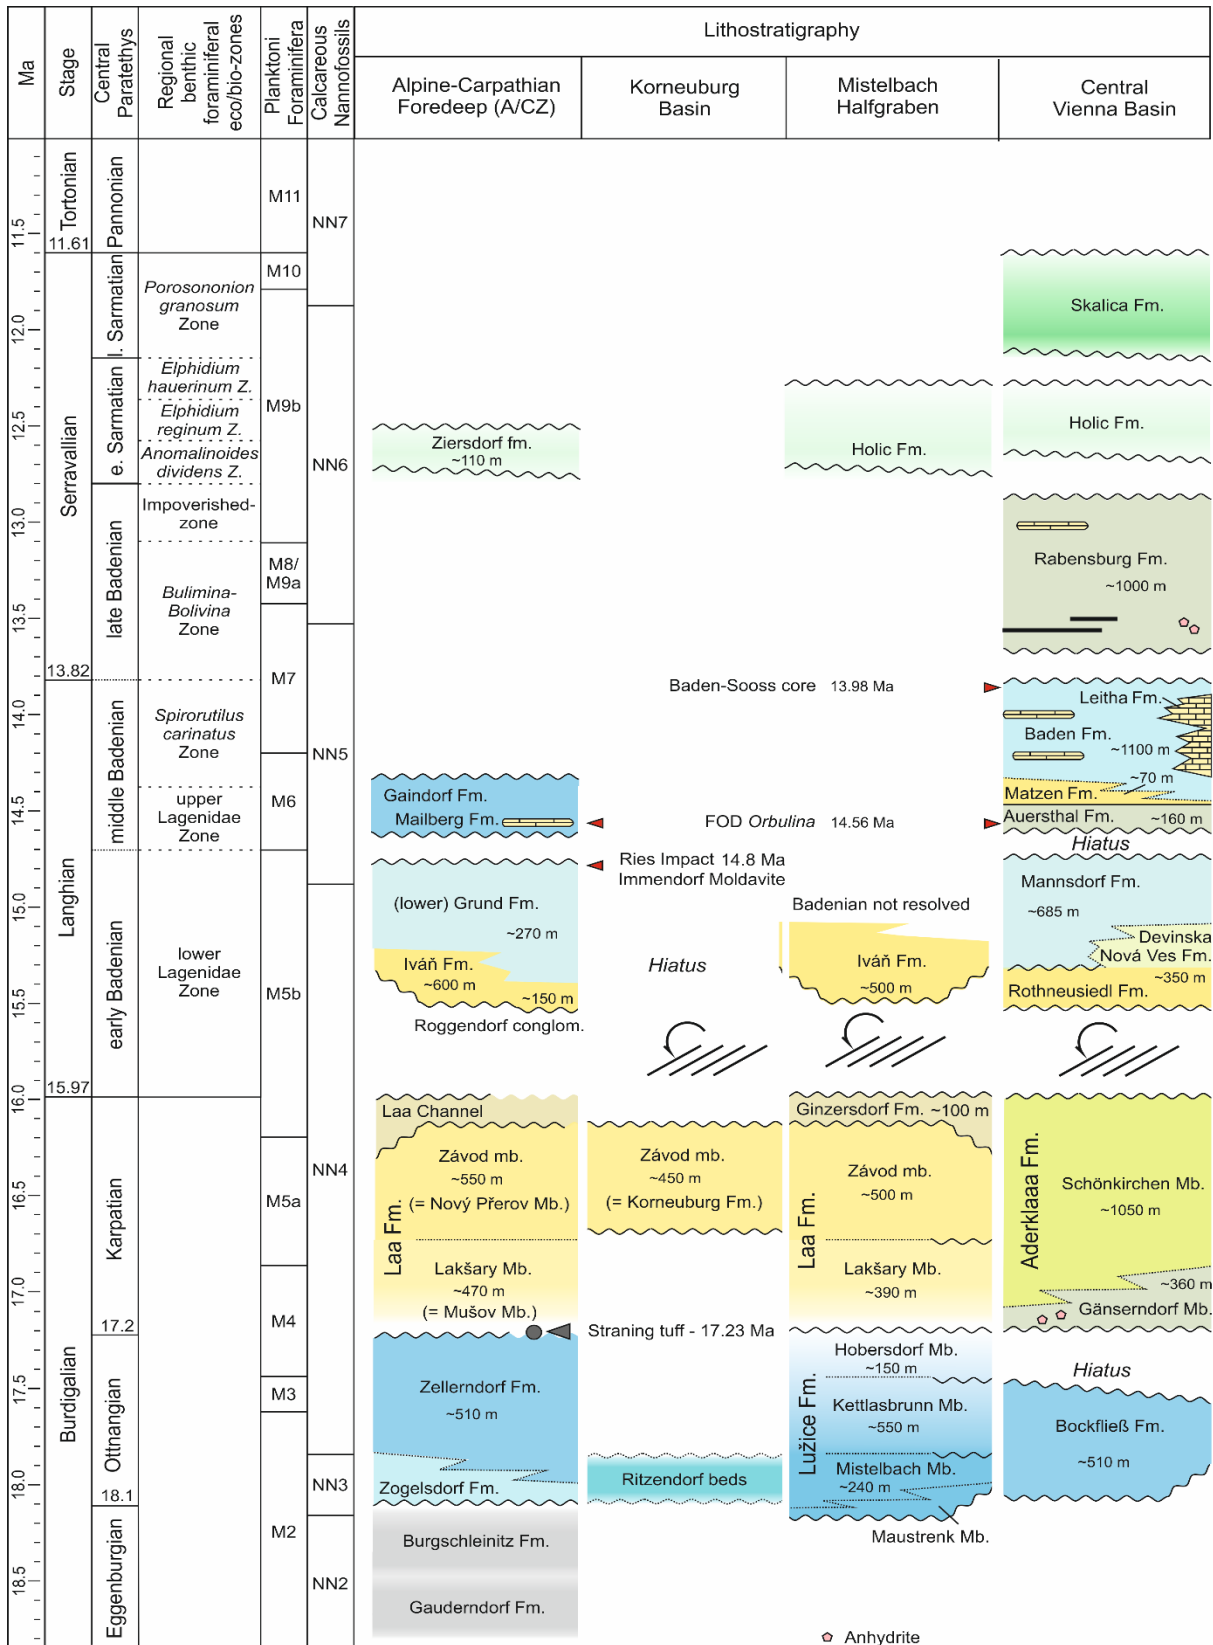 Ma
Stage
Central
Paratethys
Regional
benthic
foraminiferal
eco/bio-zones
Planktoni
Foraminifera
Calcareous
Nannofossils
Lithostratigraphy
Alpine-Carpathian
Foredeep (A/CZ)
Korneuburg
Basin
Mistelbach
Halfgraben
Central
Vienna Basin
11.5
12.0
12.5
13.0
13.5
14.0
14.5
15.0
15.5
16.0
16.5
17.0
17.5
18.0
18.5
Tortonian
11.61
Serravallian
13.82
Langhian
15.97
Burdigalian
Pannonian
l. Sarmatian
e. Sarmatian
late Badenian
middle Badenian
early Badenian
Karpatian
17.2
Ottnangian
18.1
Eggenburgian
Porosononion
granosum
Zone
Elphidium
hauerinum Z.
Elphidium
reginum Z.
Anomalinoides
dividens Z.
Impoverished-
zone
Bulimina-
Bolivina
Zone
Spirorutilus
carinatus
Zone
upper
Lagenidae
Zone
lower
Lagenidae
Zone
M11
M10
M9b
M8/
M9a
M7
M6
M5b
M5a
M4
M3
M2
NN7
NN6
NN5
NN4
NN3
NN2
Ziersdorf fm.
~110 m
Gaindorf Fm.
Mailberg Fm.
(lower) Grund Fm.
~270 m
Iváň Fm.
~600 m
~150 m
Roggendorf conglom.
Laa Channel
Laa Fm.
Závod mb.
~550 m
(= Nový Přerov Mb.)
Lakšary Mb.
~470 m
(= Mušov Mb.)
Zellerndorf Fm.
~510 m
Zogelsdorf Fm.
Burgschleinitz Fm.
Gauderndorf Fm.
Baden-Sooss core 13.98 Ma
FOD Orbulina 14.56 Ma
Ries Impact 14.8 Ma
Immendorf Moldavite
Hiatus
Závod mb.
~450 m
(= Korneuburg Fm.)
Straning tuff - 17.23 Ma
Ritzendorf beds
Holic Fm.
Badenian not resolved
Iváň Fm.
~500 m
Ginzersdorf Fm. ~100 m
Laa Fm.
Závod mb.
~500 m
Lakšary Mb.
~390 m
Lužice Fm.
Hobersdorf Mb.
~150 m
Kettlasbrunn Mb.
~550 m
Mistelbach Mb.
~240 m
Maustrenk Mb.
Skalica Fm.
Holic Fm.
Rabensburg Fm.
~1000 m
Leitha Fm.
Baden Fm.
~1100 m
~70 m
Matzen Fm.
Auersthal Fm. ~160 m
Hiatus
Mannsdorf Fm.
~685 m
Devinska
Nová Ves Fm.
~350 m
Rothneusiedl Fm.
Aderklaaa Fm.
Schönkirchen Mb.
~1050 m
~360 m
Gänserndorf Mb.
Hiatus
Bockfließ Fm.
~510 m
Anhydrite